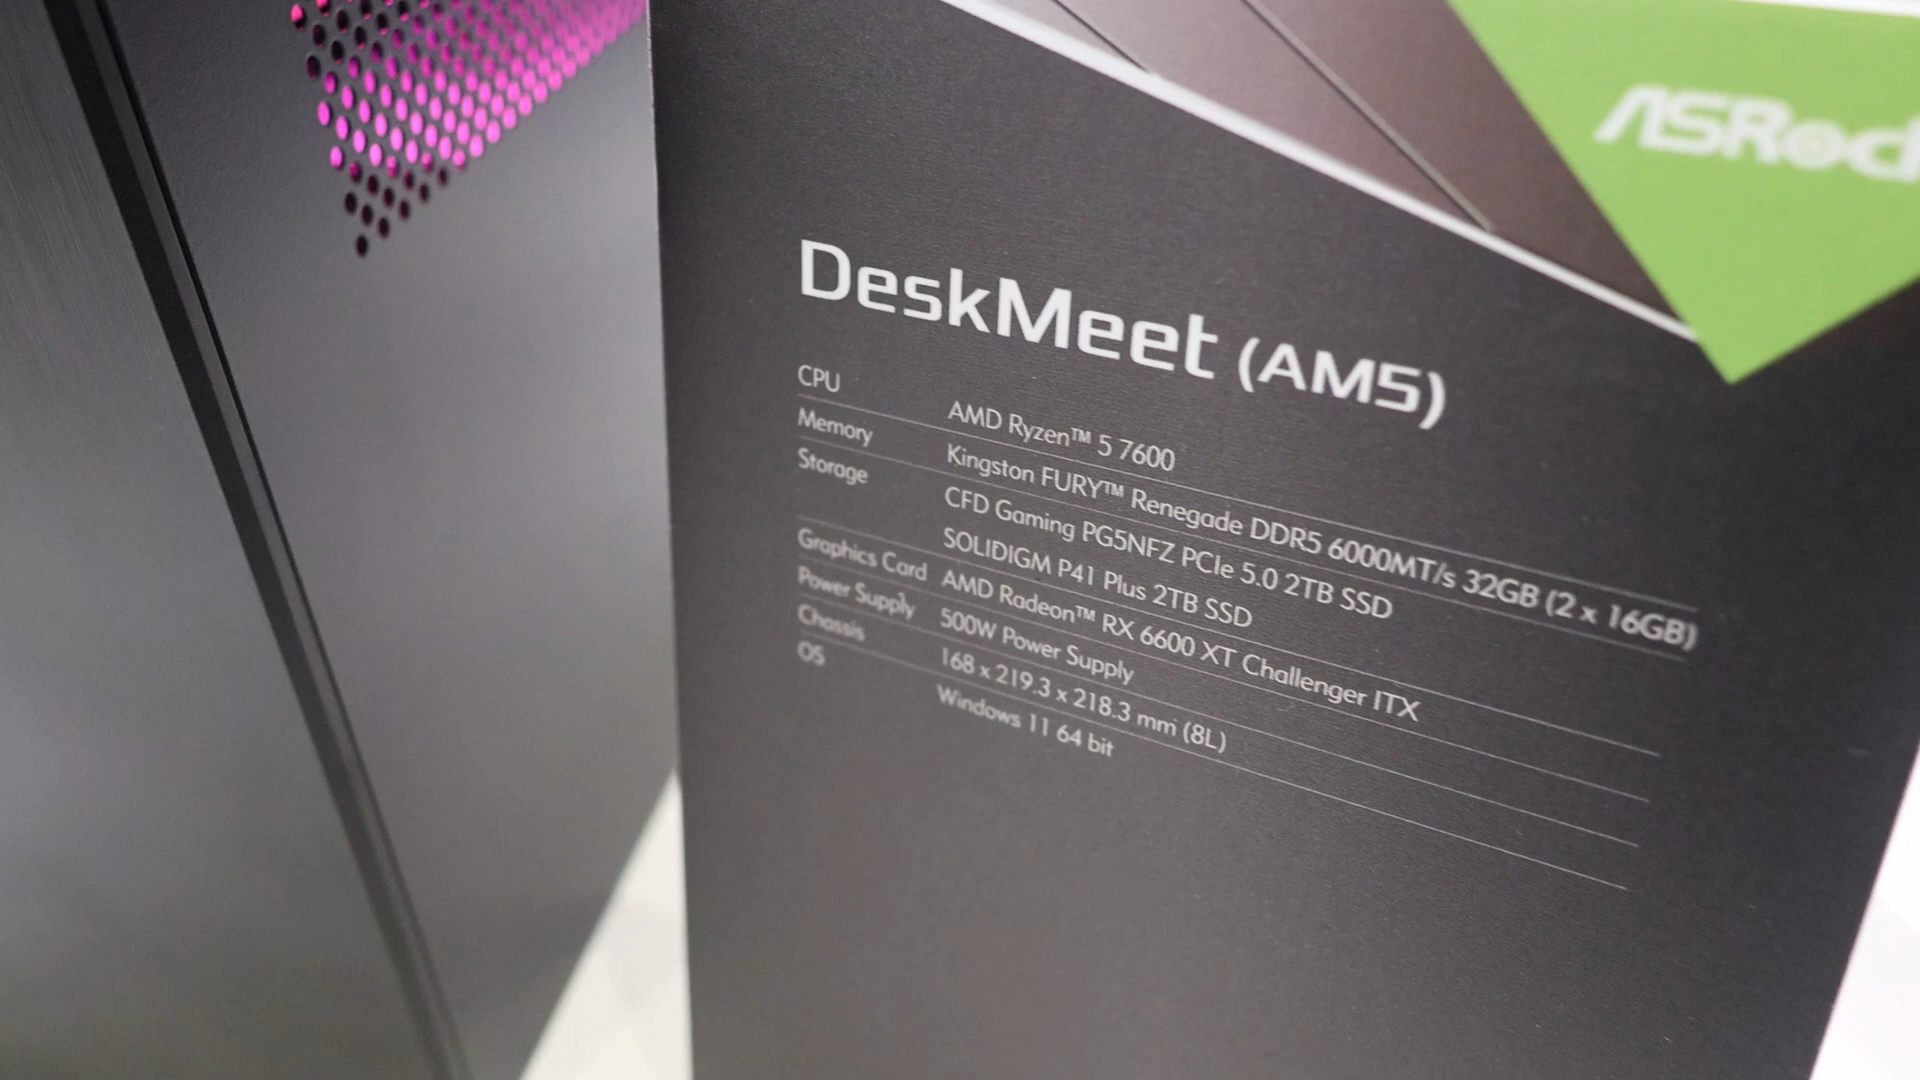 ASRock
DeskMeet (AM5)
CPU AMD Ryzen™ 5 7600
Memory Kingston FURY™ Renegade DDR5 6000MT/s 32GB (2 x 16GB)
Storage CFD Gaming PG5NFZ PCIe 5.0 2TB SSD
SOLIDIGM P41 Plus 2TB SSD
Graphics Card AMD Radeon™ RX 6600 XT Challenger ITX
Power Supply 500W Power Supply
Chassis 168 x 219.3 x 218.3 mm (8L)
OS Windows 11 64 bit